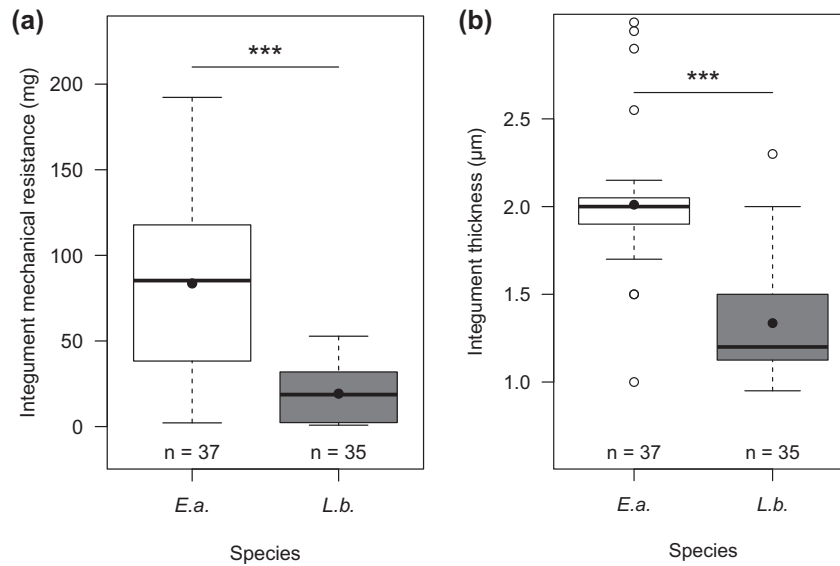 (a)
Integument mechanical resistance (mg)
200
150
100
50
0
***
n = 37
n = 35
E.a.
L.b.
Species
(b)
Integument thickness (µm)
2.5
2.0
1.5
1.0
***
n = 37
n = 35
E.a.
L.b.
Species